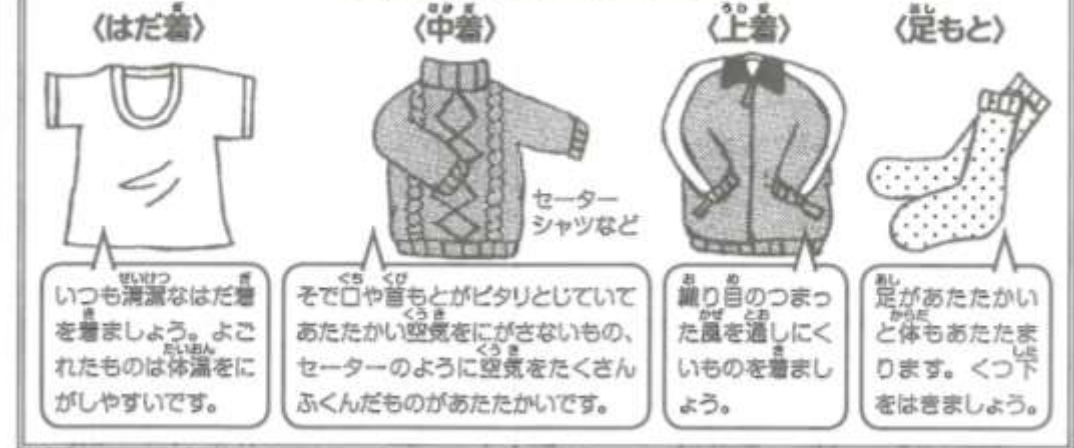 〈はだ着〉
いつも清潔なはだ着
を着ましょう。よご
れたものは体温をに
がしやすいです。
〈中着〉
セーター
シャツなど
そで口や首もとがピタリとじていて
あたたかい空気をにがさないもの、
セーターのように空気をたくさん
ふくんだものがあたたかいです。
〈上着〉
織り目のつまっ
た風を通しにく
いものを着まし
ょう。
〈足もと〉
足があたたかい
と体もあたたま
ります。くつ下
をはきましょう。